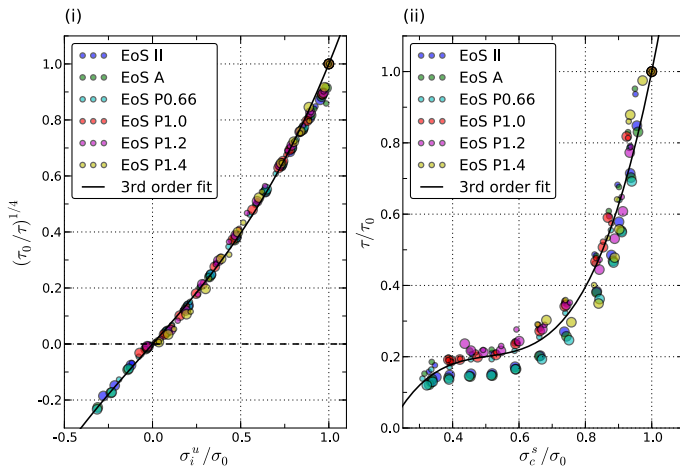 (i)
(τ₀/τ)^{1/4}
1.0
0.8
0.6
0.4
0.2
0.0
-0.2
EoS II
EoS A
EoS P0.66
EoS P1.0
EoS P1.2
EoS P1.4
3rd order fit
-0.5 0.0 0.5 1.0
σᵢᵘ/σ₀
(ii)
τ/τ₀
1.0
0.8
0.6
0.4
0.2
0.0
EoS II
EoS A
EoS P0.66
EoS P1.0
EoS P1.2
EoS P1.4
3rd order fit
0.4 0.6 0.8 1.0
σ_c^s/σ₀